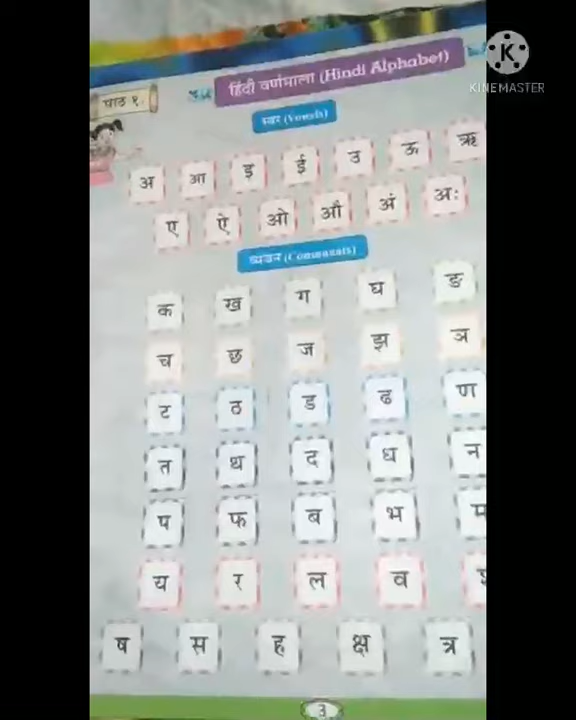 K
KINEMASTER
पाठ १.
हिंदी वर्णमाला (Hindi Alphabet)
स्वर (Vowels)
अ आ इ ई उ ऊ ऋ
ए ऐ ओ औ अं अः
व्यंजन (Consonants)
क ख ग घ ङ
च छ ज झ ञ
ट ठ ड ढ ण
त थ द ध न
प फ ब भ म
य र ल व
ष स ह क्ष त्र
3